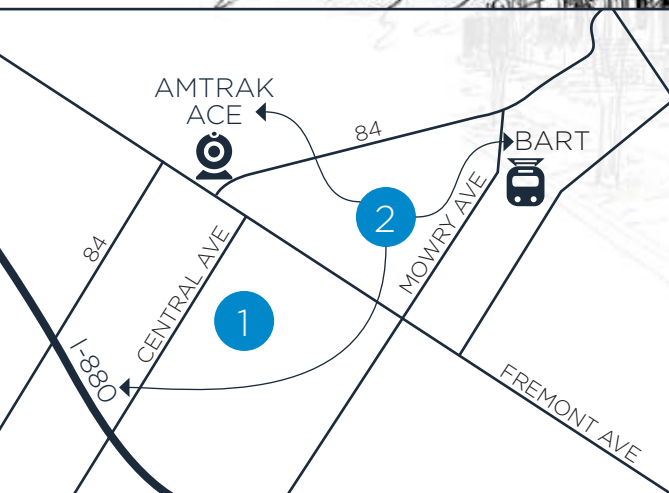 AMTRAK
ACE
84
BART
2
MOWRY AVE
84
CENTRAL AVE
1
I-880
FREMONT AVE